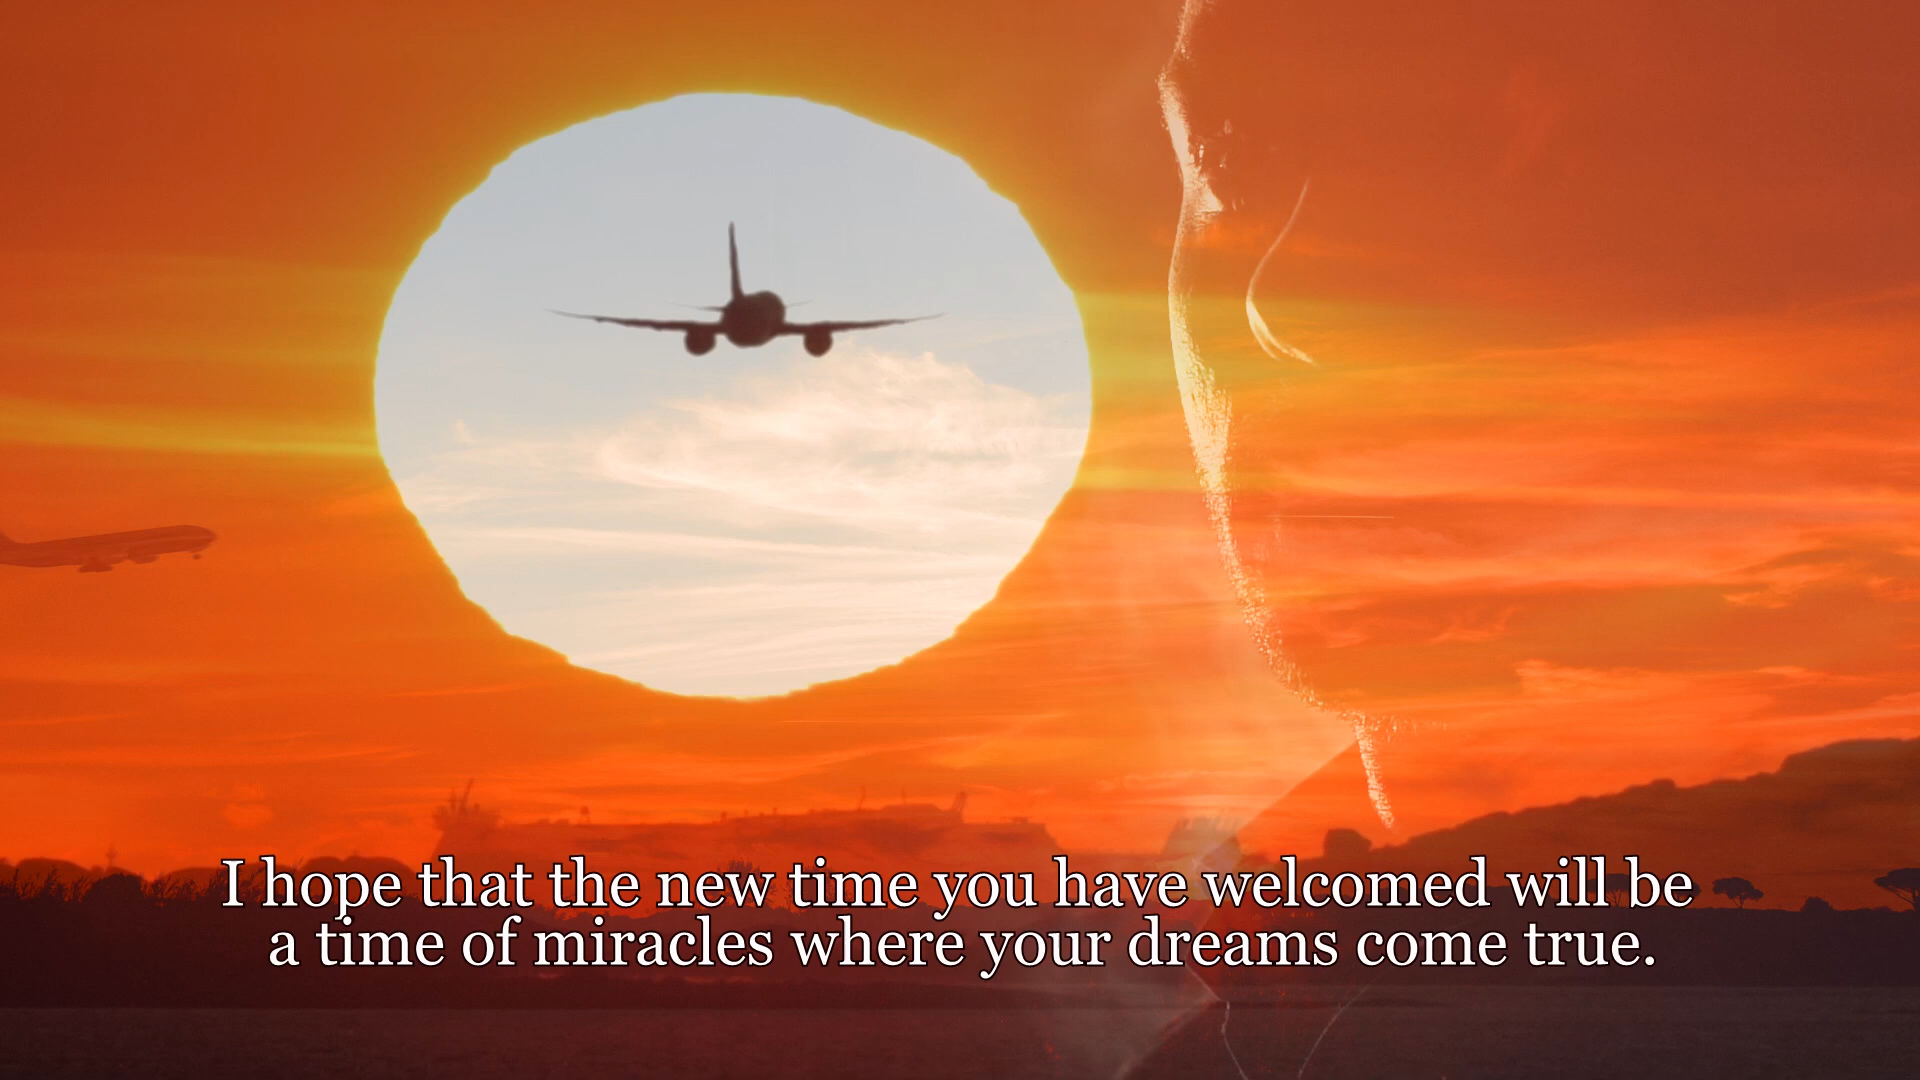 I hope that the new time you have welcomed will be
a time of miracles where your dreams come true.